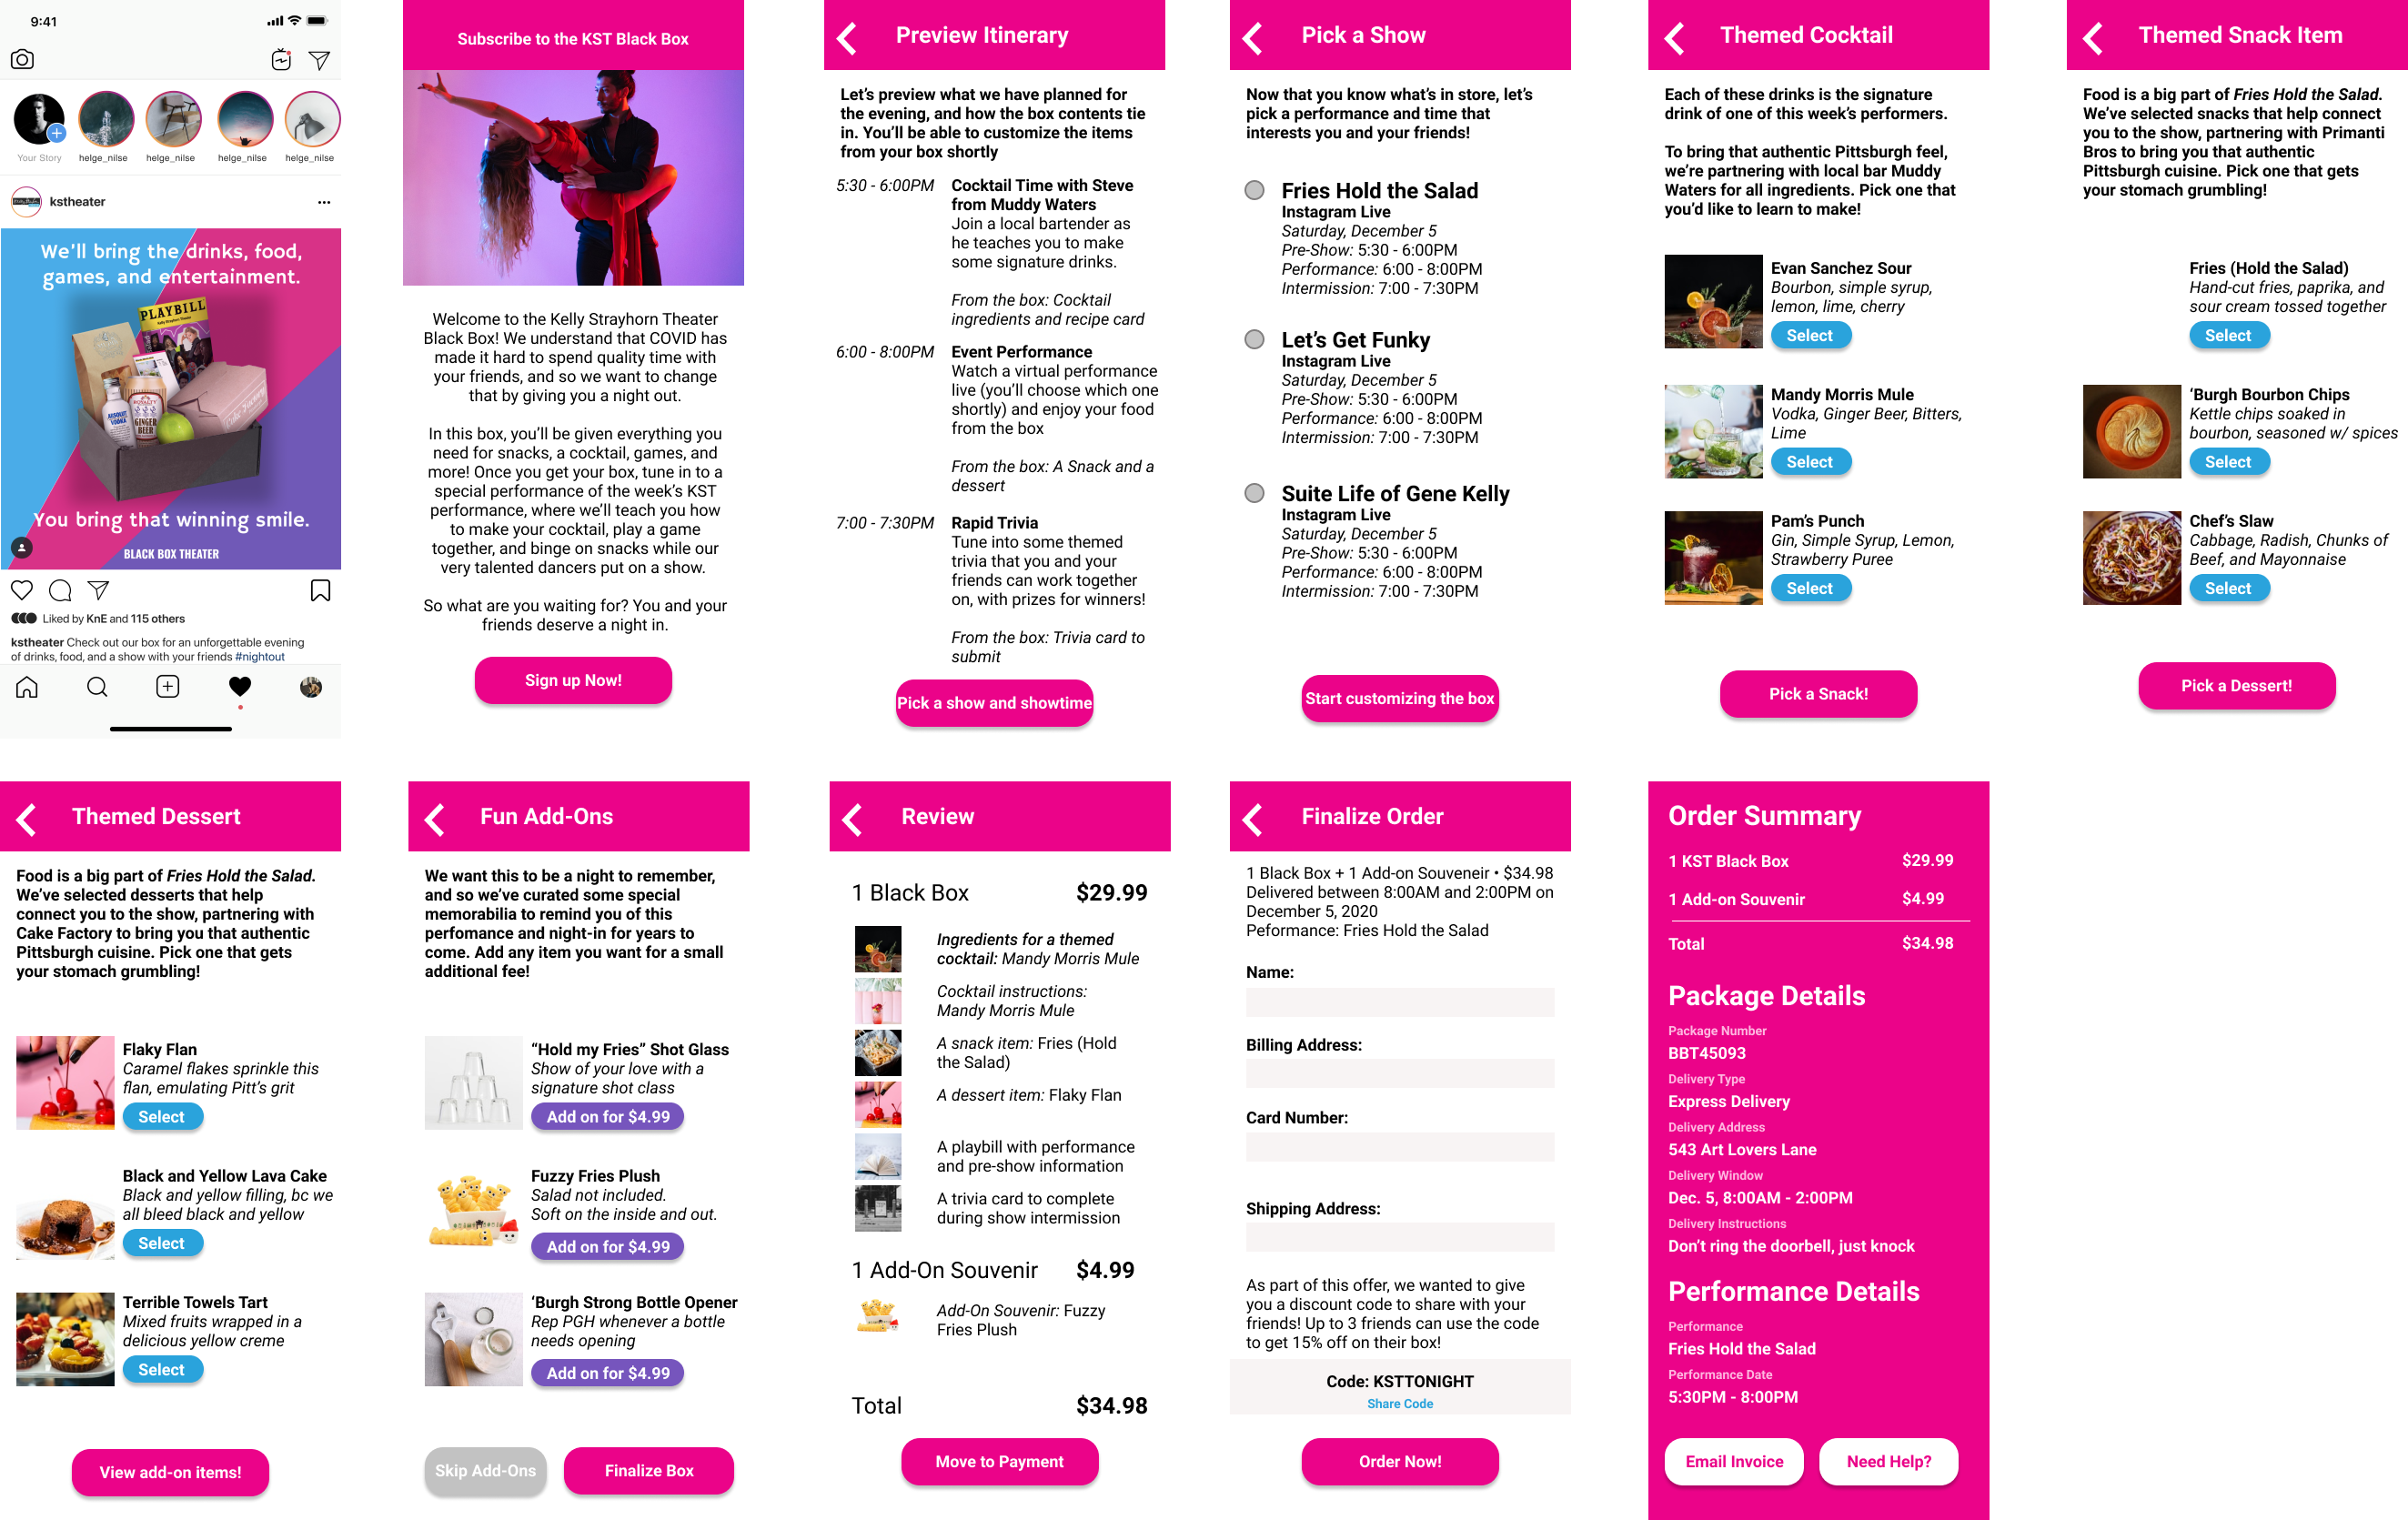 9:41
Your Story
helge_nilse
helge_nilse
helge_nilse
helge_nilse
kstheater
We'll bring the drinks, food,
games, and entertainment.
PLAYBILL
ABSOLUT
VODKA
ROYALTY
GINGER
BEER
You bring that winning smile.
BLACK BOX THEATER
Liked by KnE and 115 others
kstheater Check out our box for an unforgettable evening
of drinks, food, and a show with your friends #nightout
Subscribe to the KST Black Box
Welcome to the Kelly Strayhorn Theater
Black Box! We understand that COVID has
made it hard to spend quality time with
your friends, and so we want to change
that by giving you a night out.
In this box, you'll be given everything you
need for snacks, a cocktail, games, and
more! Once you get your box, tune in to a
special performance of the week's KST
performance, where we'll teach you how
to make your cocktail, play a game
together, and binge on snacks while our
very talented dancers put on a show.
So what are you waiting for? You and your
friends deserve a night in.
Sign up Now!
Preview Itinerary
Let's preview what we have planned for
the evening, and how the box contents tie
in. You'll be able to customize the items
from your box shortly
5:30 - 6:00PM
Cocktail Time with Steve
from Muddy Waters
Join a local bartender as
he teaches you to make
some signature drinks.
From the box: Cocktail
ingredients and recipe card
6:00 - 8:00PM
Event Performance
Watch a virtual performance
live (you'll choose which one
shortly) and enjoy your food
from the box
From the box: A Snack and a
dessert
7:00 - 7:30PM
Rapid Trivia
Tune into some themed
trivia that you and your
friends can work together
on, with prizes for winners!
From the box: Trivia card to
submit
Pick a show and showtime
Pick a Show
Now that you know what's in store, let's
pick a performance and time that
interests you and your friends!
Fries Hold the Salad
Instagram Live
Saturday, December 5
Pre-Show: 5:30 - 6:00PM
Performance: 6:00 - 8:00PM
Intermission: 7:00 - 7:30PM
Let's Get Funky
Instagram Live
Saturday, December 5
Pre-Show: 5:30 - 6:00PM
Performance: 6:00 - 8:00PM
Intermission: 7:00 - 7:30PM
Suite Life of Gene Kelly
Instagram Live
Saturday, December 5
Pre-Show: 5:30 - 6:00PM
Performance: 6:00 - 8:00PM
Intermission: 7:00 - 7:30PM
Start customizing the box
Themed Cocktail
Each of these drinks is the signature
drink of one of this week's performers.
To bring that authentic Pittsburgh feel,
we're partnering with local bar Muddy
Waters for all ingredients. Pick one that
you'd like to learn to make!
Evan Sanchez Sour
Bourbon, simple syrup,
lemon, lime, cherry
Select
Mandy Morris Mule
Vodka, Ginger Beer, Bitters,
Lime
Select
Pam's Punch
Gin, Simple Syrup, Lemon,
Strawberry Puree
Select
Pick a Snack!
Themed Snack Item
Food is a big part of Fries Hold the Salad.
We've selected snacks that help connect
you to the show, partnering with Primanti
Bros to bring you that authentic
Pittsburgh cuisine. Pick one that gets
your stomach grumbling!
Fries (Hold the Salad)
Hand-cut fries, paprika, and
sour cream tossed together
Select
'Burgh Bourbon Chips
Kettle chips soaked in
bourbon, seasoned w/ spices
Select
Chef's Slaw
Cabbage, Radish, Chunks of
Beef, and Mayonnaise
Select
Pick a Dessert!
Themed Dessert
Food is a big part of Fries Hold the Salad.
We've selected desserts that help
connect you to the show, partnering with
Cake Factory to bring you that authentic
Pittsburgh cuisine. Pick one that gets
your stomach grumbling!
Flaky Flan
Caramel flakes sprinkle this
flan, emulating Pitt's grit
Select
Black and Yellow Lava Cake
Black and yellow filling, bc we
all bleed black and yellow
Select
Terrible Towels Tart
Mixed fruits wrapped in a
delicious yellow creme
Select
View add-on items!
Fun Add-Ons
We want this to be a night to remember,
and so we've curated some special
memorabilia to remind you of this
perfomance and night-in for years to
come. Add any item you want for a small
additional fee!
"Hold my Fries" Shot Glass
Show of your love with a
signature shot class
Add on for $4.99
Fuzzy Fries Plush
Salad not included.
Soft on the inside and out.
Add on for $4.99
'Burgh Strong Bottle Opener
Rep PGH whenever a bottle
needs opening
Add on for $4.99
Skip Add-Ons
Finalize Box
Review
1 Black Box $29.99
Ingredients for a themed
cocktail: Mandy Morris Mule
Cocktail instructions:
Mandy Morris Mule
A snack item: Fries (Hold
the Salad)
A dessert item: Flaky Flan
A playbill with performance
and pre-show information
A trivia card to complete
during show intermission
1 Add-On Souvenir $4.99
Add-On Souvenir: Fuzzy
Fries Plush
Total $34.98
Move to Payment
Finalize Order
1 Black Box + 1 Add-on Souveneir • $34.98
Delivered between 8:00AM and 2:00PM on
December 5, 2020
Peformance: Fries Hold the Salad
Name:
Billing Address:
Card Number:
Shipping Address:
As part of this offer, we wanted to give
you a discount code to share with your
friends! Up to 3 friends can use the code
to get 15% off on their box!
Code: KSTTONIGHT
Share Code
Order Now!
Order Summary
1 KST Black Box $29.99
1 Add-on Souvenir $4.99
Total $34.98
Package Details
Package Number
BBT45093
Delivery Type
Express Delivery
Delivery Address
543 Art Lovers Lane
Delivery Window
Dec. 5, 8:00AM - 2:00PM
Delivery Instructions
Don't ring the doorbell, just knock
Performance Details
Performance
Fries Hold the Salad
Performance Date
5:30PM - 8:00PM
Email Invoice
Need Help?